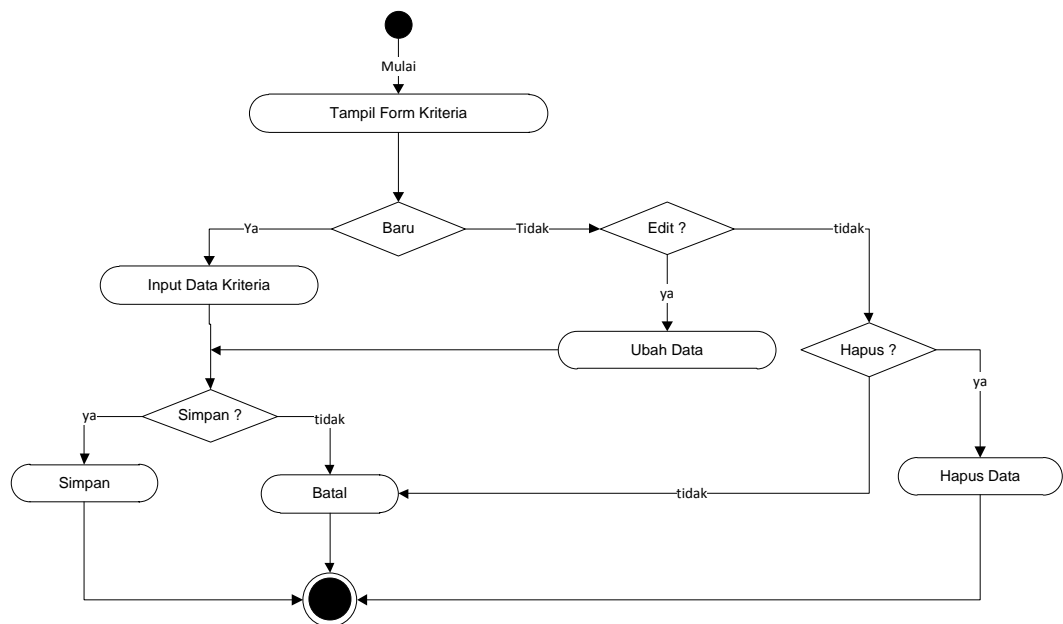 Mulai
Tampil Form Kriteria
Ya
Baru
Tidak
Edit ?
tidak
Input Data Kriteria
ya
Ubah Data
Hapus ?
ya
ya
Simpan ?
tidak
Simpan
Batal
tidak
Hapus Data